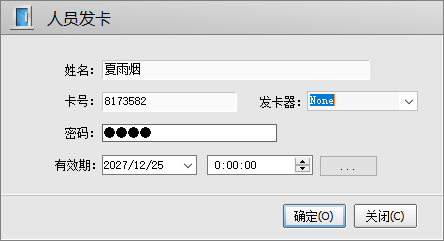 人员发卡
姓名: 夏雨烟
卡号: 8173582 发卡器: None
密码: ●●●●
有效期: 2027/12/25 0:00:00 ...
确定(O) 关闭(C)